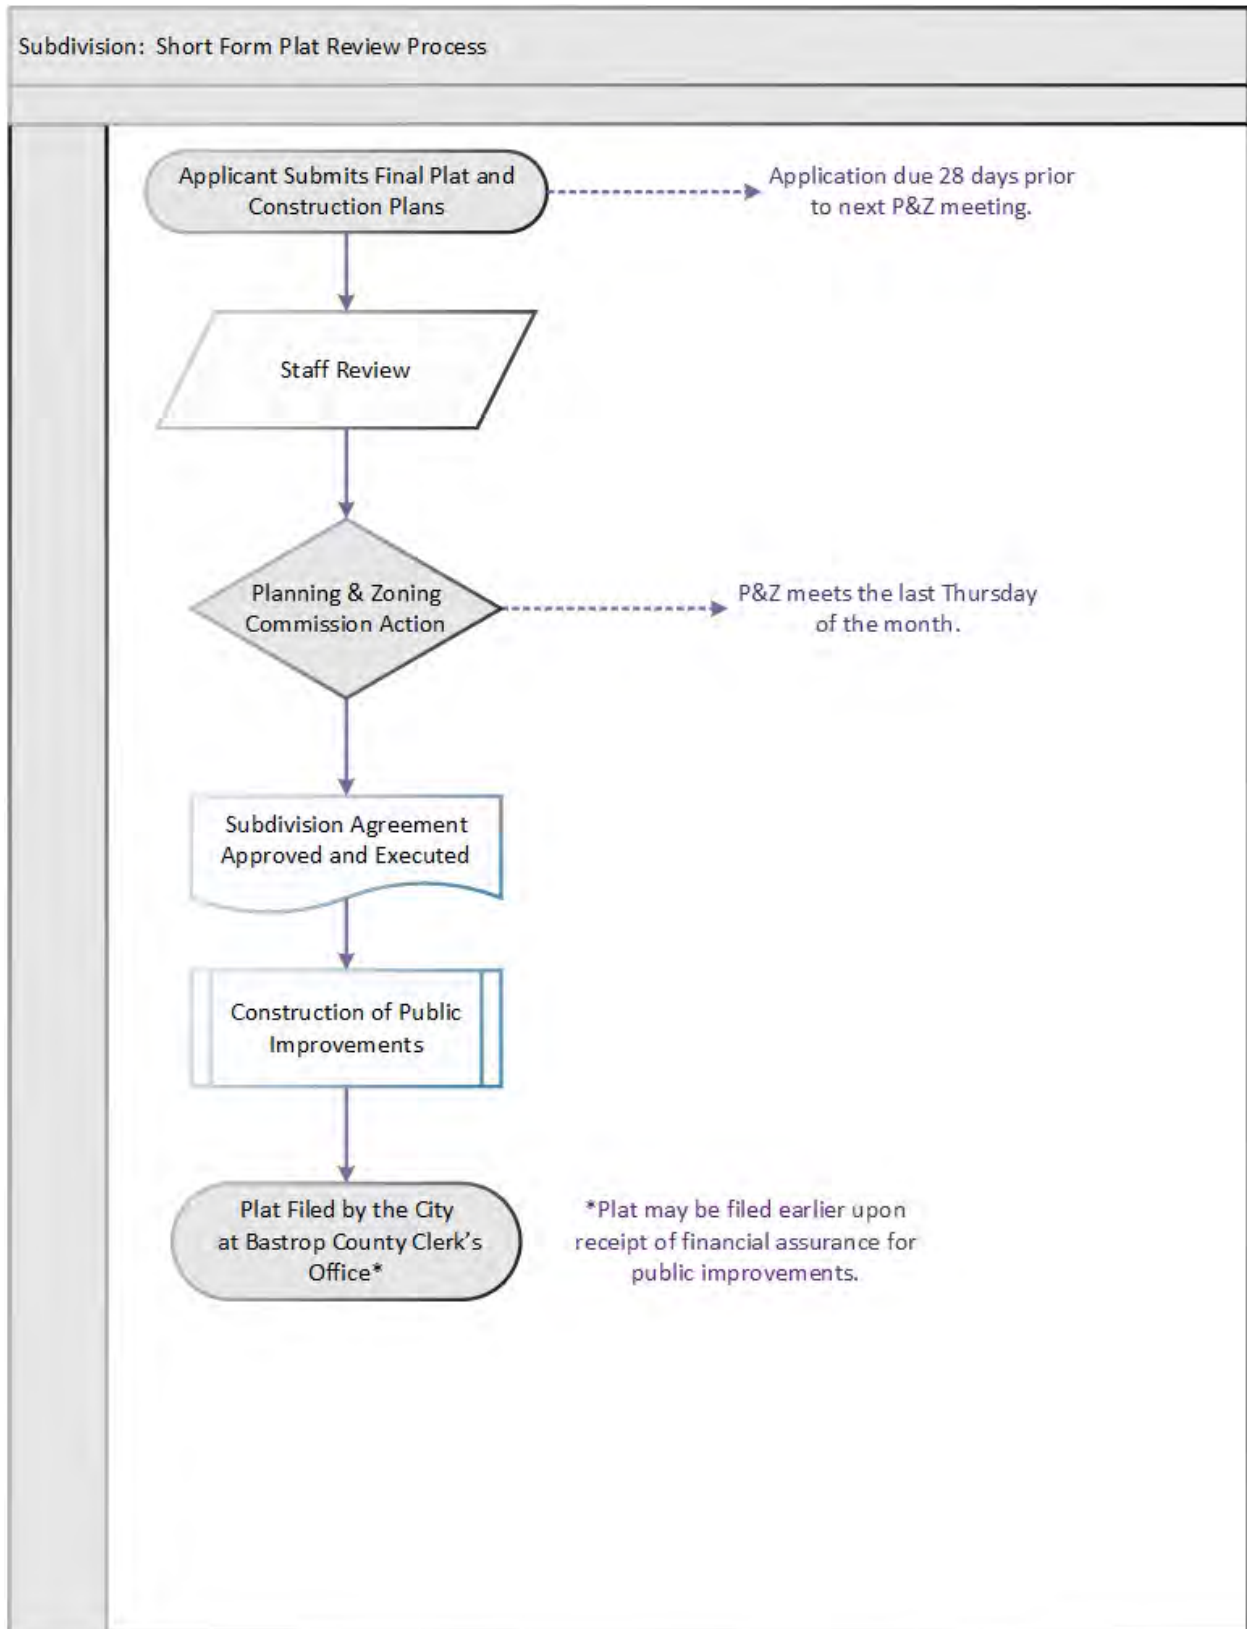 Subdivision: Short Form Plat Review Process
Applicant Submits Final Plat and
Construction Plans
Application due 28 days prior
to next P&Z meeting.
Staff Review
Planning & Zoning
Commission Action
P&Z meets the last Thursday
of the month.
Subdivision Agreement
Approved and Executed
Construction of Public
Improvements
Plat Filed by the City
at Bastrop County Clerk's
Office*
*Plat may be filed earlier upon
receipt of financial assurance for
public improvements.